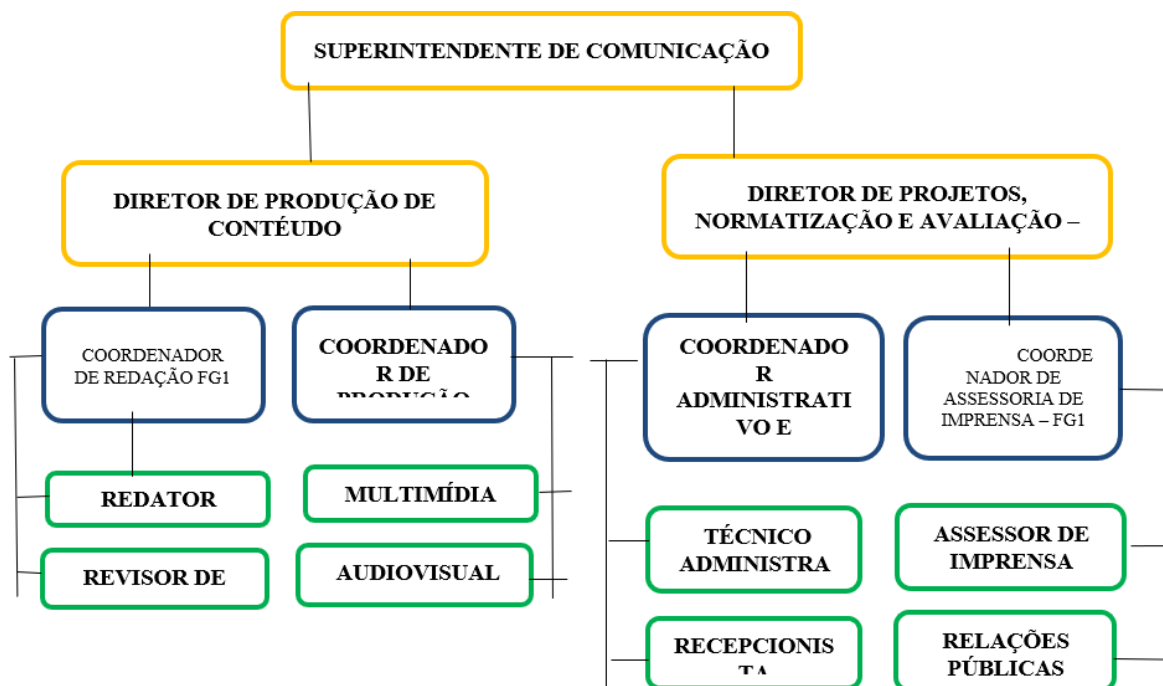 SUPERINTENDENTE DE COMUNICAÇÃO
DIRETOR DE PRODUÇÃO DE
CONTÉUDO
DIRETOR DE PROJETOS,
NORMATIZAÇÃO E AVALIAÇÃO –
COORDENADOR
DE REDAÇÃO FG1
COORDENADO
R DE
PRODUÇÃO
COORDENADO
R
ADMINISTRATI
VO E
COORDE
NADOR DE
ASSESSORIA DE
IMPRENSA – FG1
REDATOR
MULTIMÍDIA
REVISOR DE
AUDIOVISUAL
TÉCNICO
ADMINISTRA
ASSESSOR DE
IMPRENSA
RECEPCIONIS
TA
RELAÇÕES
PÚBLICAS